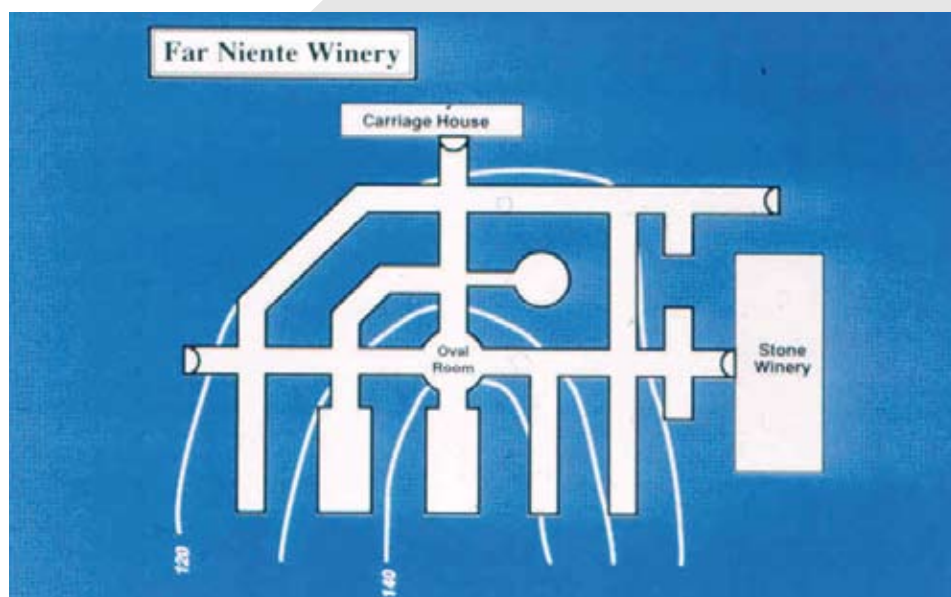 Far Niente Winery
Carriage House
Oval
Room
Stone
Winery
120
140